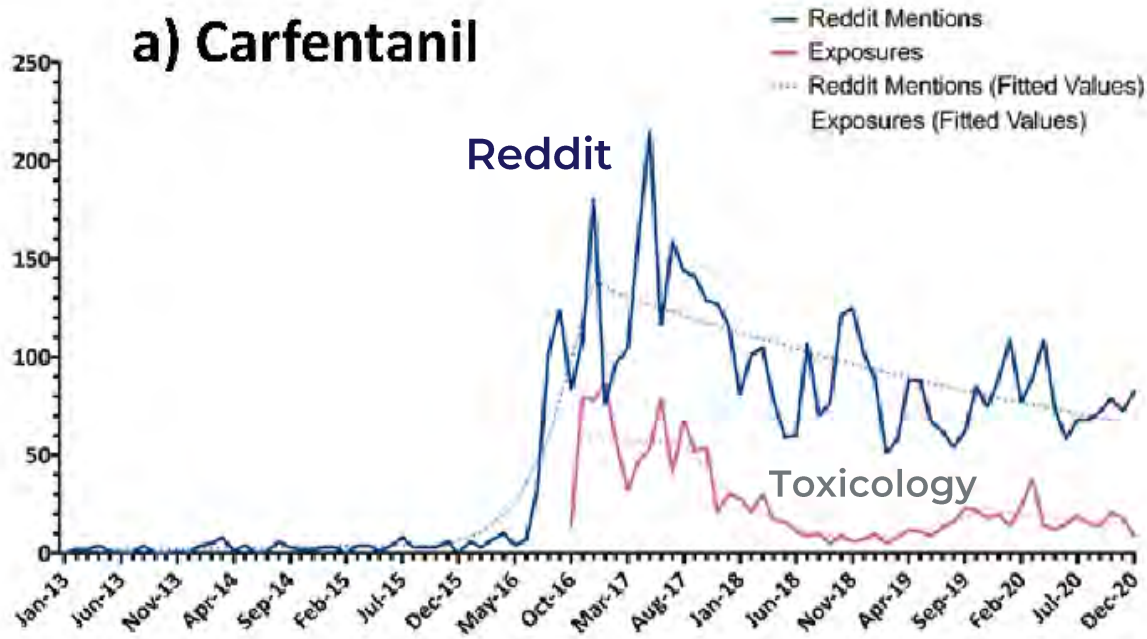 a) Carfentanil
Reddit Mentions
Exposures
Reddit Mentions (Fitted Values)
Exposures (Fitted Values)
250
200
150
100
50
0
Reddit
Toxicology
Jan-13
Jun-13
Nov-13
Apr-14
Sep-14
Feb-15
Jul-15
Dec-15
May-16
Oct-16
Mar-17
Aug-17
Jan-18
Jun-18
Nov-18
Apr-19
Sep-19
Feb-20
Jul-20
Dec-20